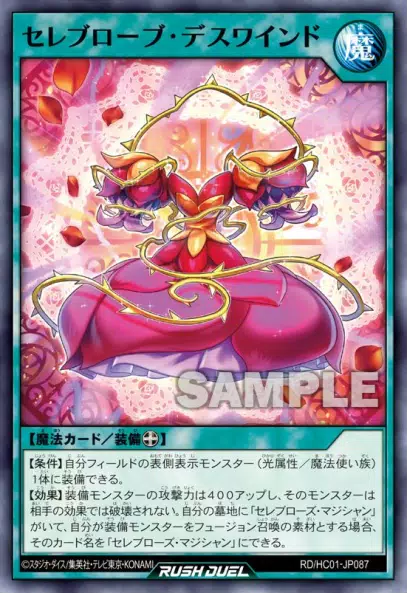 セレブローブ・デスワインド
魔
SAMPLE
【魔法カード/装備】
【条件】自分フィールドの表側表示モンスター(光属性/魔法使い族)
1体に装備できる。
【効果】装備モンスターの攻撃力は400アップし、そのモンスターは
相手の効果では破壊されない。自分の墓地に「セレブローズ・マジシャン」
がいて、自分が装備モンスターをフュージョン召喚の素材とする場合、
そのカード名を「セレブローズ・マジシャン」にできる。
©スタジオ・ダイス/集英社・テレビ東京・KONAMI
RUSH DUEL
RD/HC01-JP087